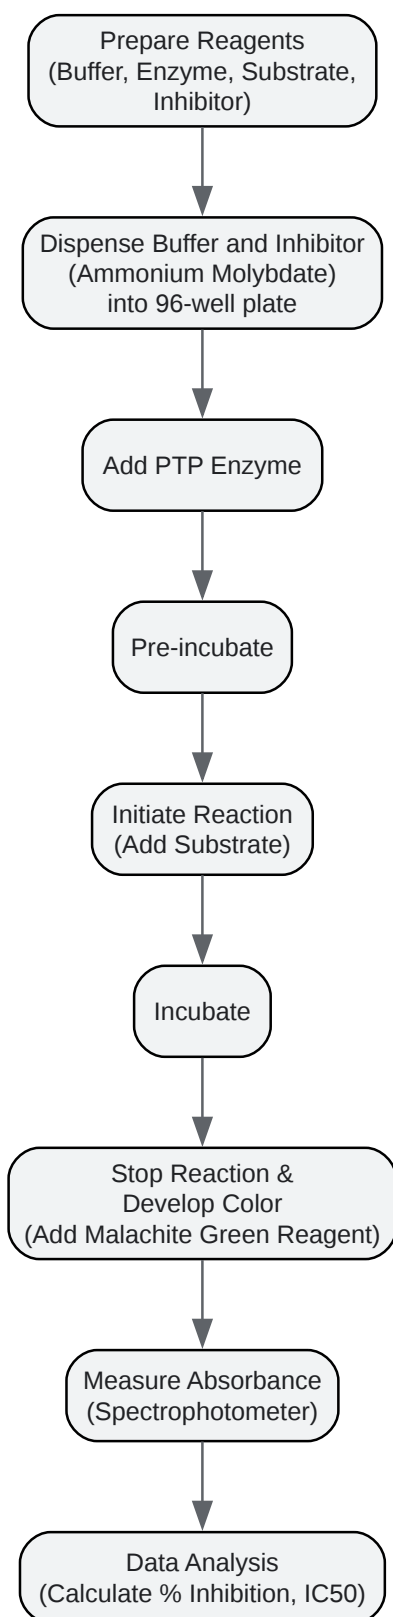 Prepare Reagents
(Buffer, Enzyme, Substrate,
Inhibitor)
Dispense Buffer and Inhibitor
(Ammonium Molybdate)
into 96-well plate
Add PTP Enzyme
Pre-incubate
Initiate Reaction
(Add Substrate)
Incubate
Stop Reaction &
Develop Color
(Add Malachite Green Reagent)
Measure Absorbance
(Spectrophotometer)
Data Analysis
(Calculate % Inhibition, IC50)